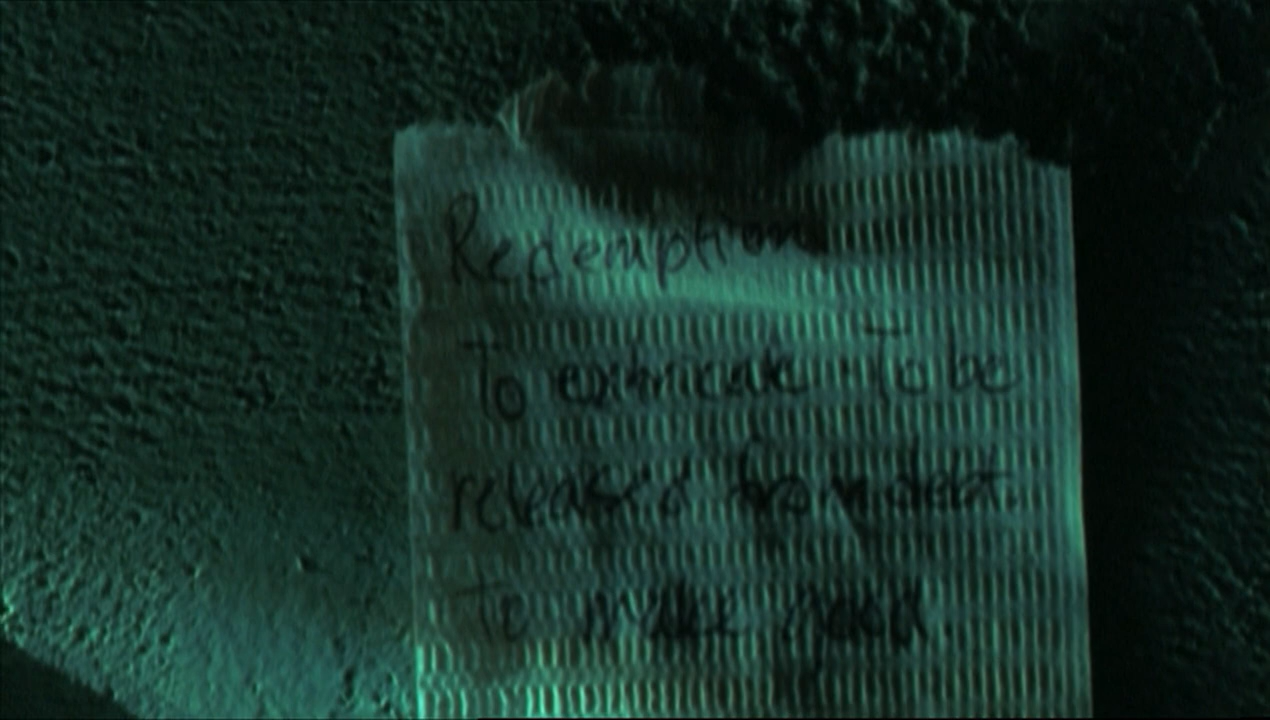 Redemption
To extricate. To be
released from debt.
To make good.